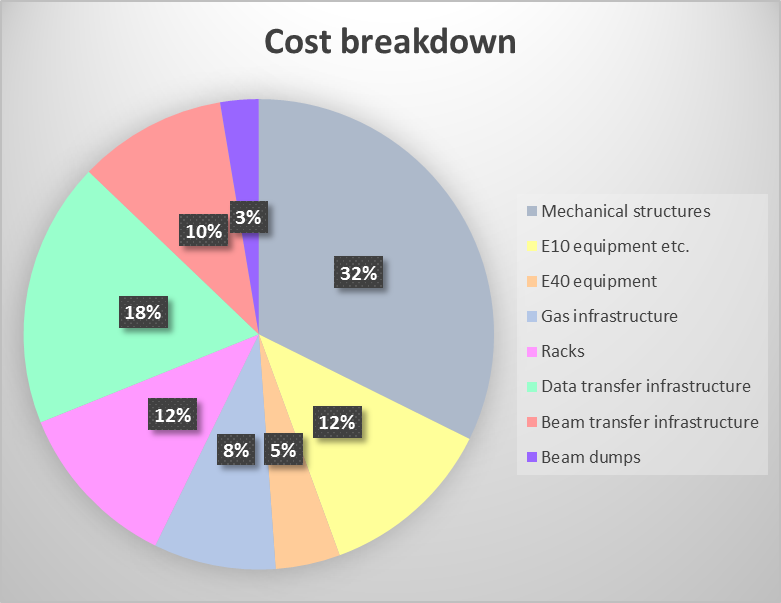 Cost breakdown
3%
10%
32%
18%
12%
12%
8%
5%
Mechanical structures
E10 equipment etc.
E40 equipment
Gas infrastructure
Racks
Data transfer infrastructure
Beam transfer infrastructure
Beam dumps